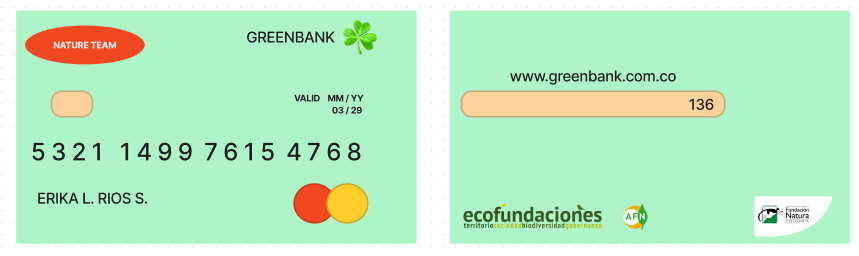 NATURE TEAM
GREENBANK
VALID MM / YY
03 / 29
5321 1499 7615 4768
ERIKA L. RIOS S.
www.greenbank.com.co
136
ecofundaciones
territoriosociedadbiodiversidadgobernanza
AFN
Fundación
Natura
COLOMBIA